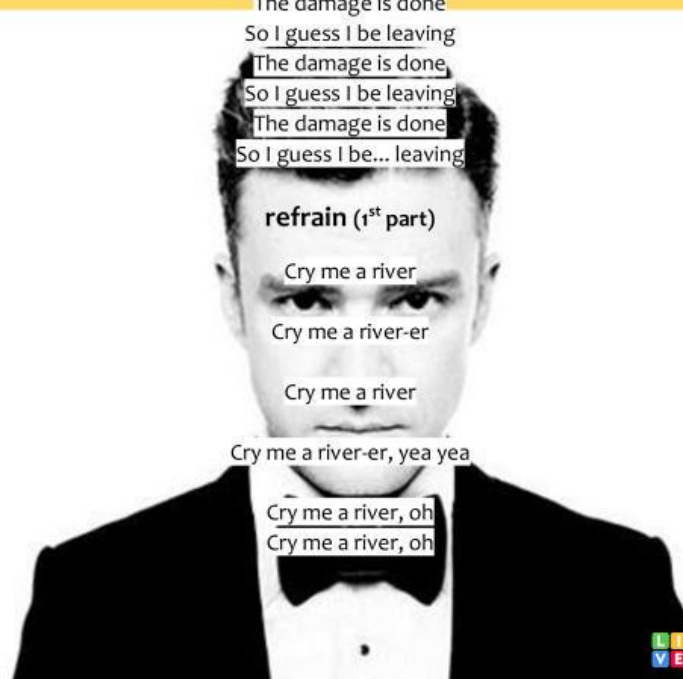 The damage is done
So I guess I be leaving
The damage is done
So I guess I be leaving
The damage is done
So I guess I be... leaving
refrain (1st part)
Cry me a river
Cry me a river-er
Cry me a river
Cry me a river-er, yea yea
Cry me a river, oh
Cry me a river, oh
L I
V E